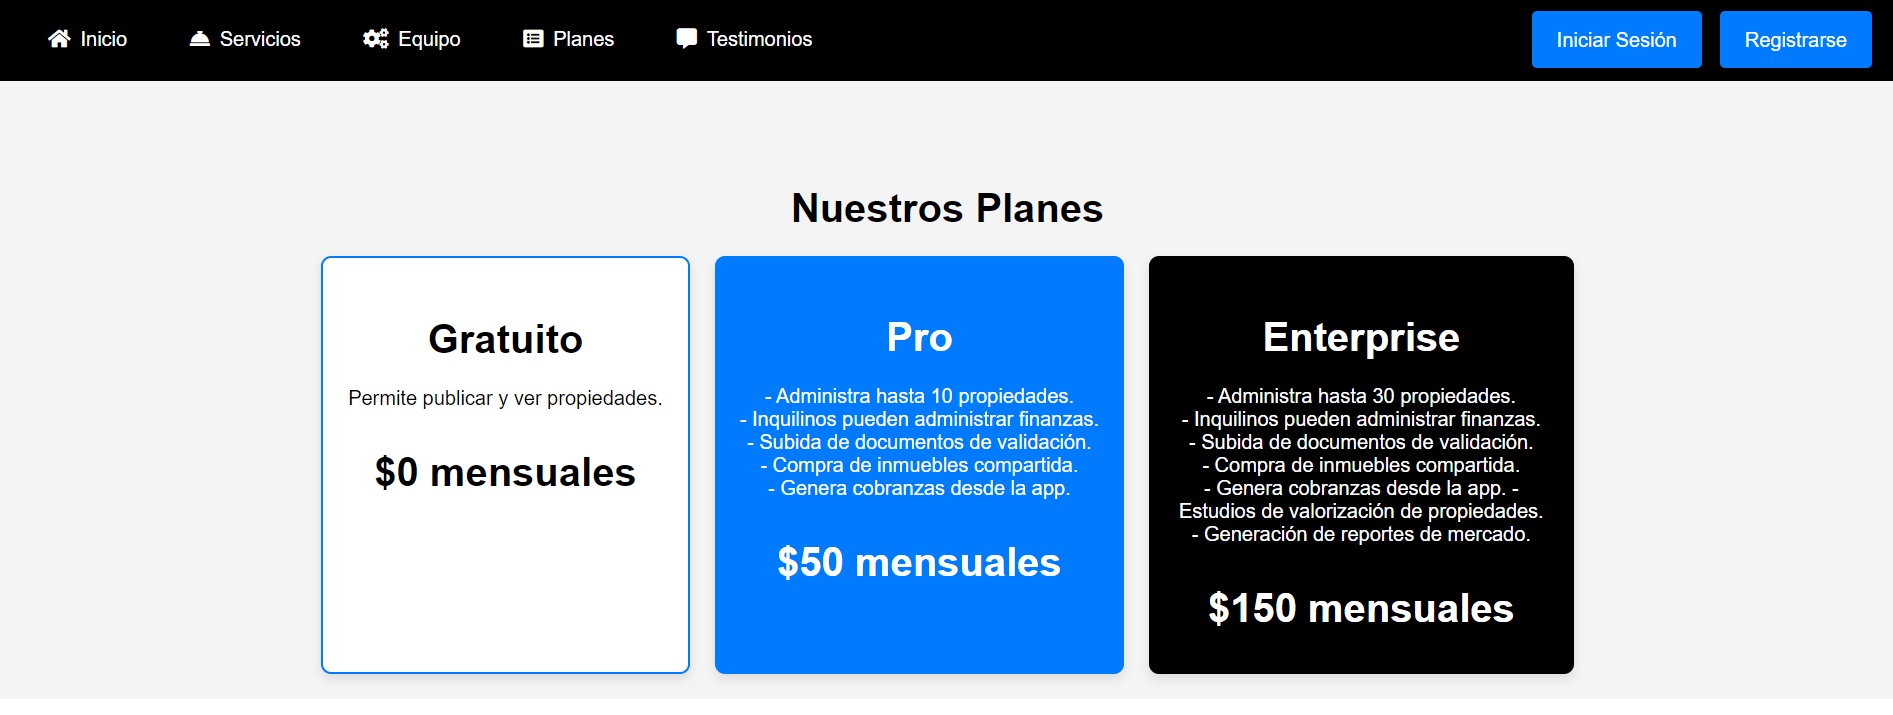 Inicio
Servicios
Equipo
Planes
Testimonios
Iniciar Sesión
Registrarse
Nuestros Planes
Gratuito
Permite publicar y ver propiedades.
$0 mensuales
Pro
- Administra hasta 10 propiedades.
- Inquilinos pueden administrar finanzas.
- Subida de documentos de validación.
- Compra de inmuebles compartida.
- Genera cobranzas desde la app.
$50 mensuales
Enterprise
- Administra hasta 30 propiedades.
- Inquilinos pueden administrar finanzas.
- Subida de documentos de validación.
- Compra de inmuebles compartida.
- Genera cobranzas desde la app. -
Estudios de valorización de propiedades.
- Generación de reportes de mercado.
$150 mensuales